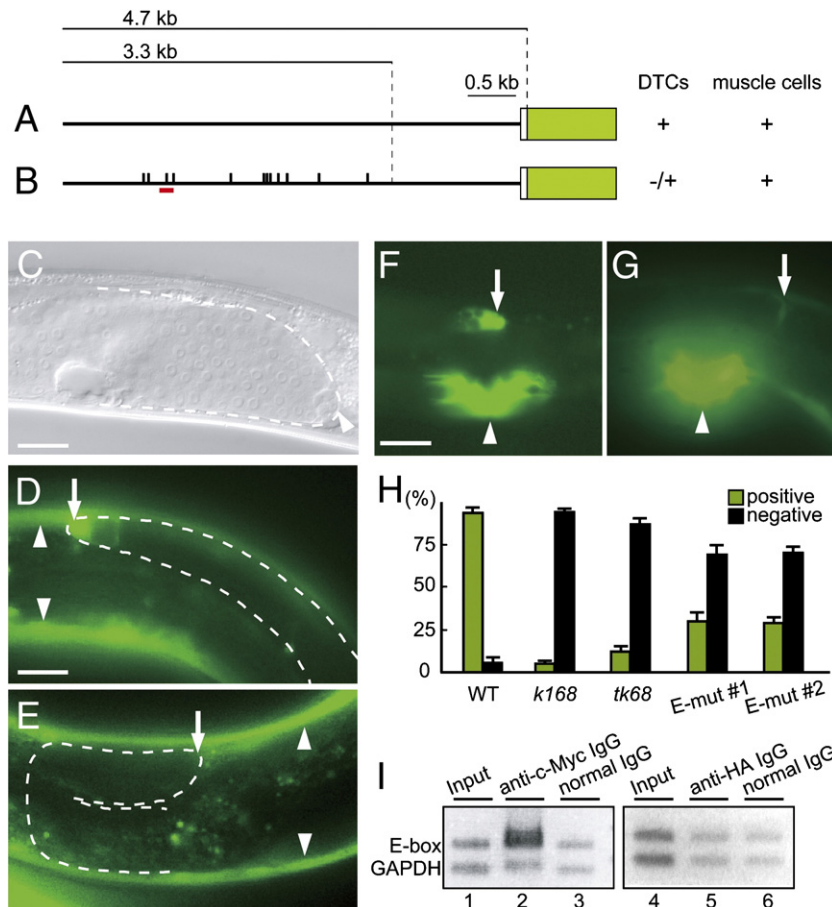 4.7 kb
3.3 kb
0.5 kb
DTCs muscle cells
A + +
B -/+ +
C
F
G
D
E
H (%)
positive
negative
75
50
25
0
WT k168 tk68 E-mut #1 E-mut #2
I
Input anti-c-Myc IgG normal IgG Input anti-HA IgG normal IgG
E-box
GAPDH
1 2 3 4 5 6